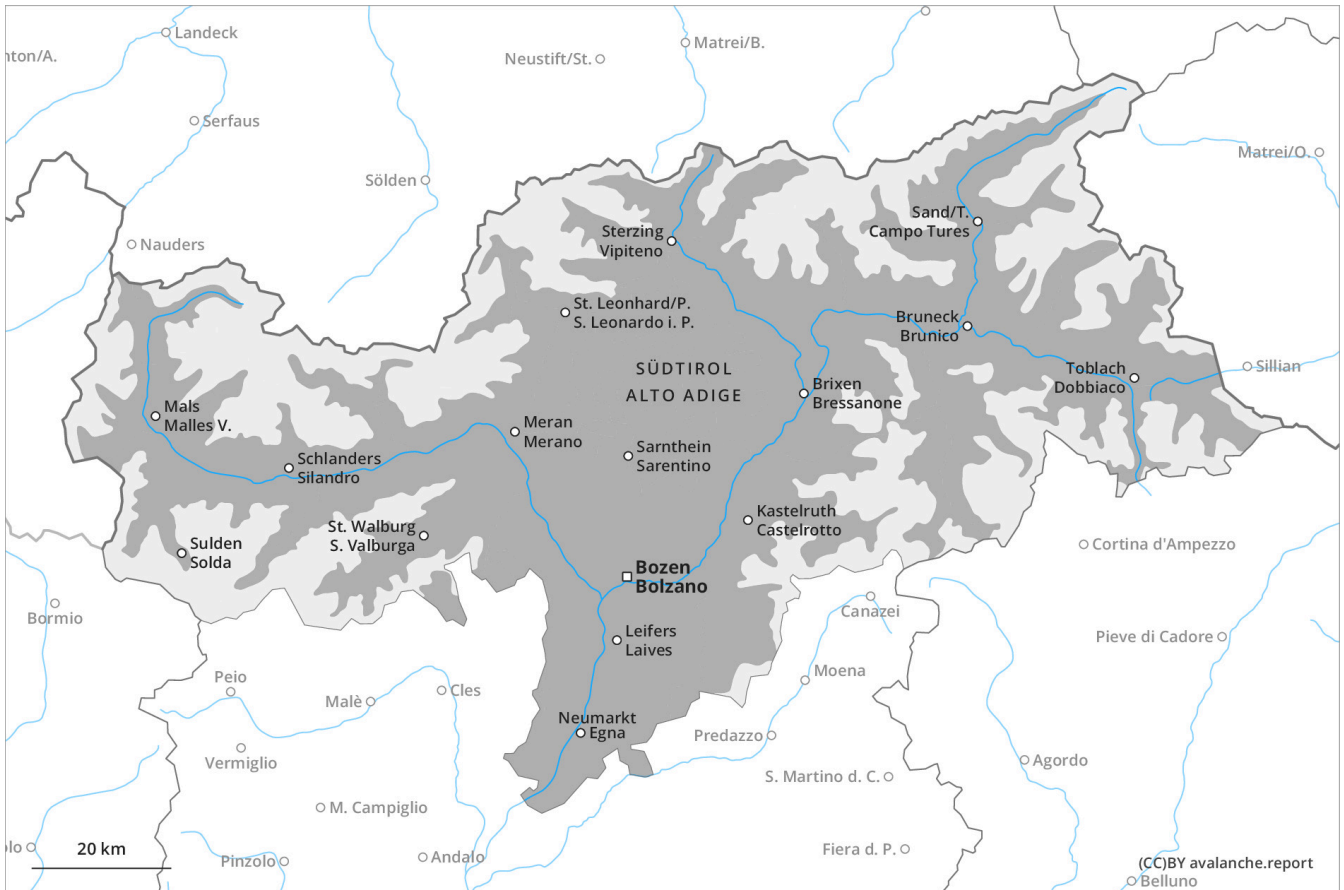 Landeck
nton/A.
Neustift/St.
Matrei/B.
Serfaus
Sölden
Matrei/O.
Nauders
Sand/T.
Campo Tures
Sterzing
Vipiteno
St. Leonhard/P.
S. Leonardo i. P.
Bruneck
Brunico
SÜDTIROL
ALTO ADIGE
Toblach
Dobbiaco
Sillian
Brixen
Bressanone
Mals
Malles V.
Meran
Merano
Schlanders
Silandro
Sarnthein
Sarentino
St. Walburg
S. Valburga
Kastelruth
Castelrotto
Sulden
Solda
Cortina d'Ampezzo
Bozen
Bolzano
Bormio
Canazei
Leifers
Laives
Pieve di Cadore
Peio
Malè
Cles
Moena
Neumarkt
Egna
Predazzo
Vermiglio
Agordo
S. Martino d. C.
M. Campiglio
20 km
lo
Pinzolo
Andalo
Fiera d. P.
(CC)BY avalanche.report
Belluno